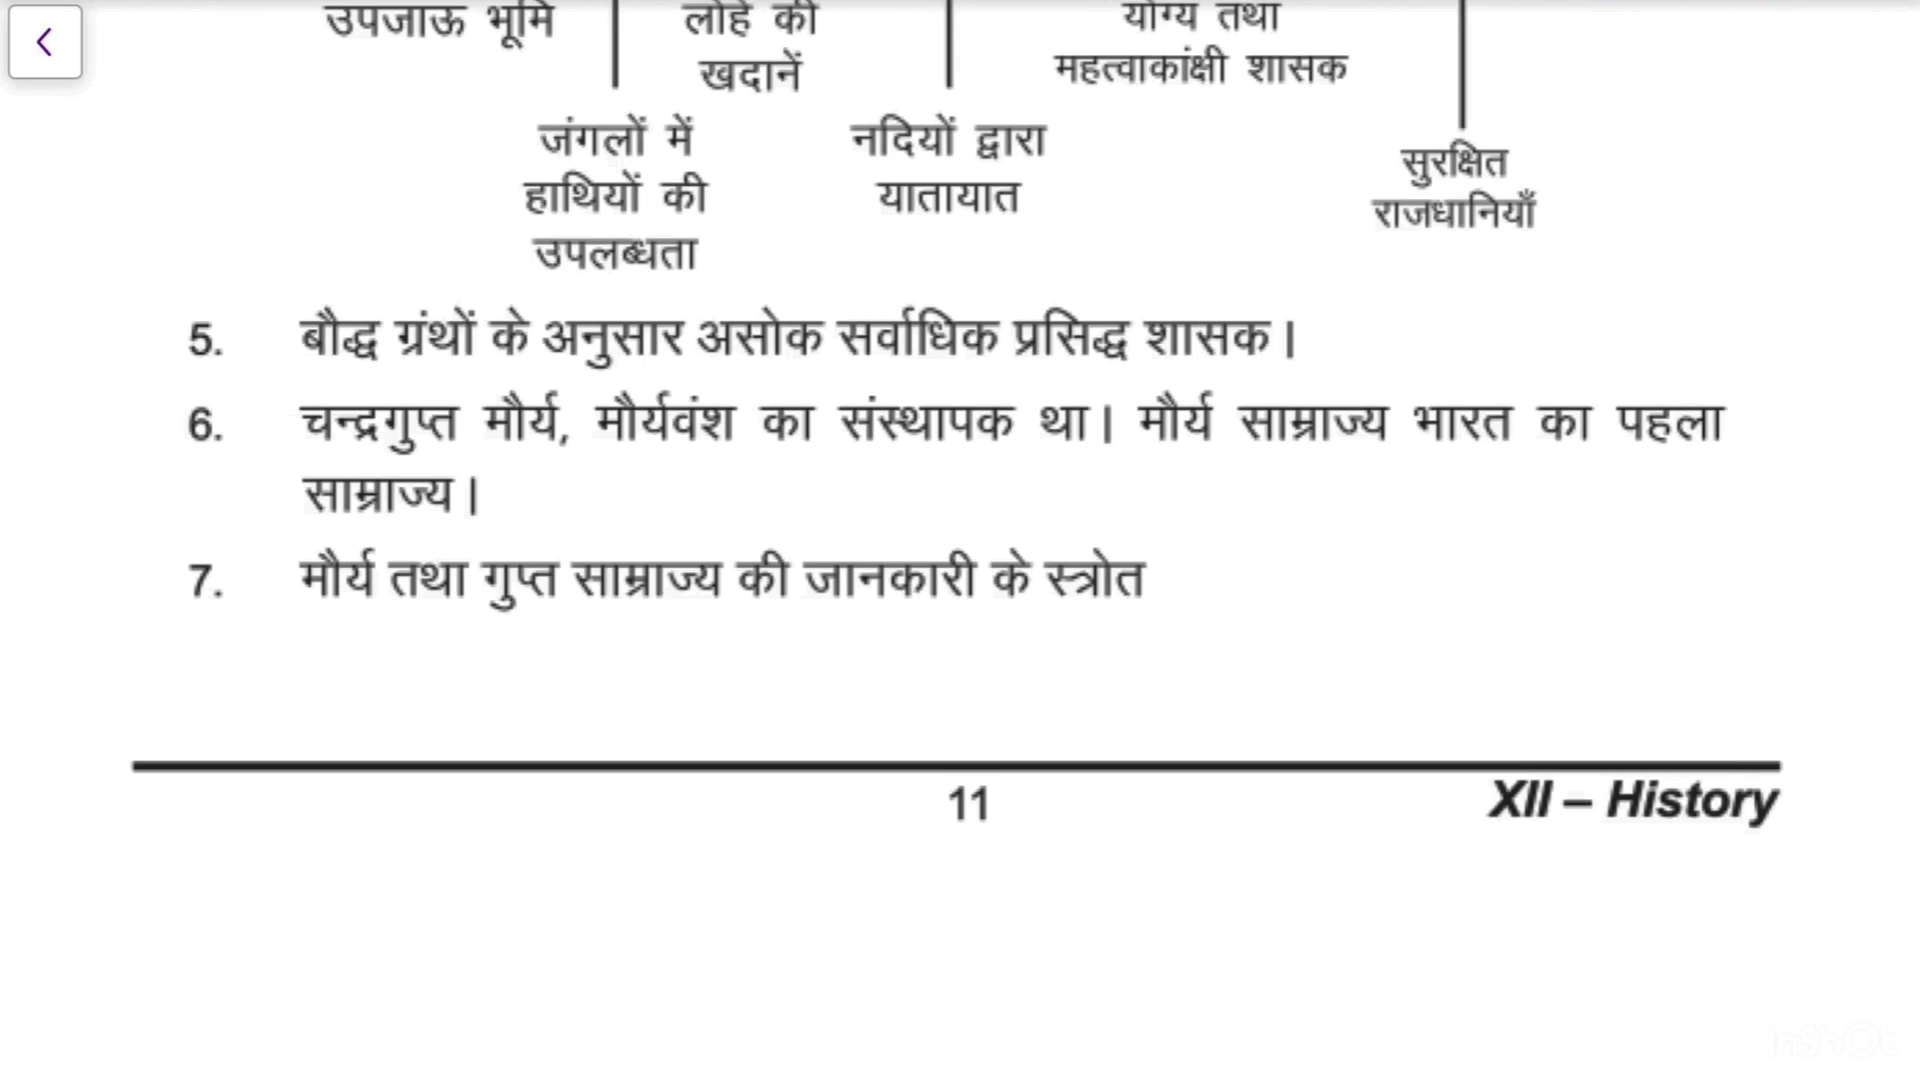 उपजाऊ भूमि
लोहे की
खदानें
योग्य तथा
महत्वाकांक्षी शासक
जंगलों में
हाथियों की
उपलब्धता
नदियों द्वारा
यातायात
सुरक्षित
राजधानियाँ
5. बौद्ध ग्रंथों के अनुसार असोक सर्वाधिक प्रसिद्ध शासक।
6. चन्द्रगुप्त मौर्य, मौर्यवंश का संस्थापक था। मौर्य साम्राज्य भारत का पहला
साम्राज्य।
7. मौर्य तथा गुप्त साम्राज्य की जानकारी के स्त्रोत
11
XII – History
InShOt